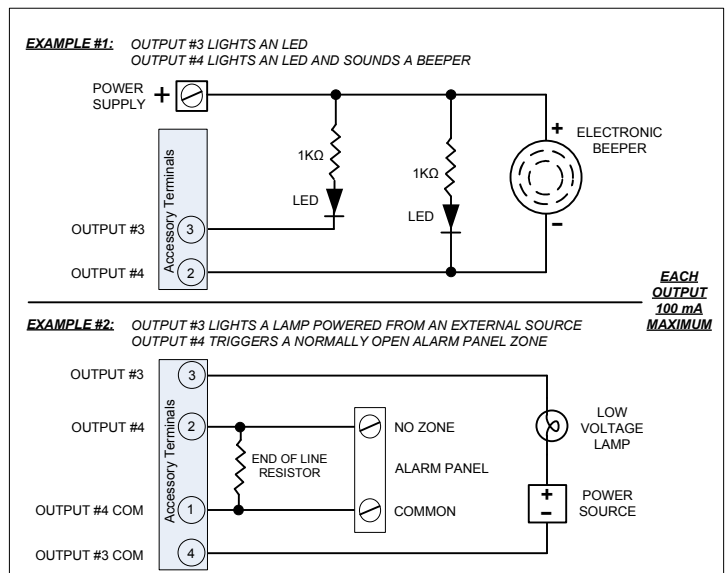 EXAMPLE #1: OUTPUT #3 LIGHTS AN LED
OUTPUT #4 LIGHTS AN LED AND SOUNDS A BEEPER
POWER
SUPPLY +
+
ELECTRONIC
BEEPER
-
1KΩ
LED
1KΩ
LED
Accessory Terminals
OUTPUT #3 3
OUTPUT #4 2
EACH
OUTPUT
100 mA
MAXIMUM
EXAMPLE #2: OUTPUT #3 LIGHTS A LAMP POWERED FROM AN EXTERNAL SOURCE
OUTPUT #4 TRIGGERS A NORMALLY OPEN ALARM PANEL ZONE
Accessory Terminals
OUTPUT #3 3
OUTPUT #4 2
END OF LINE
RESISTOR
NO ZONE
ALARM PANEL
COMMON
LOW
VOLTAGE
LAMP
+
-
POWER
SOURCE
OUTPUT #4 COM 1
OUTPUT #3 COM 4